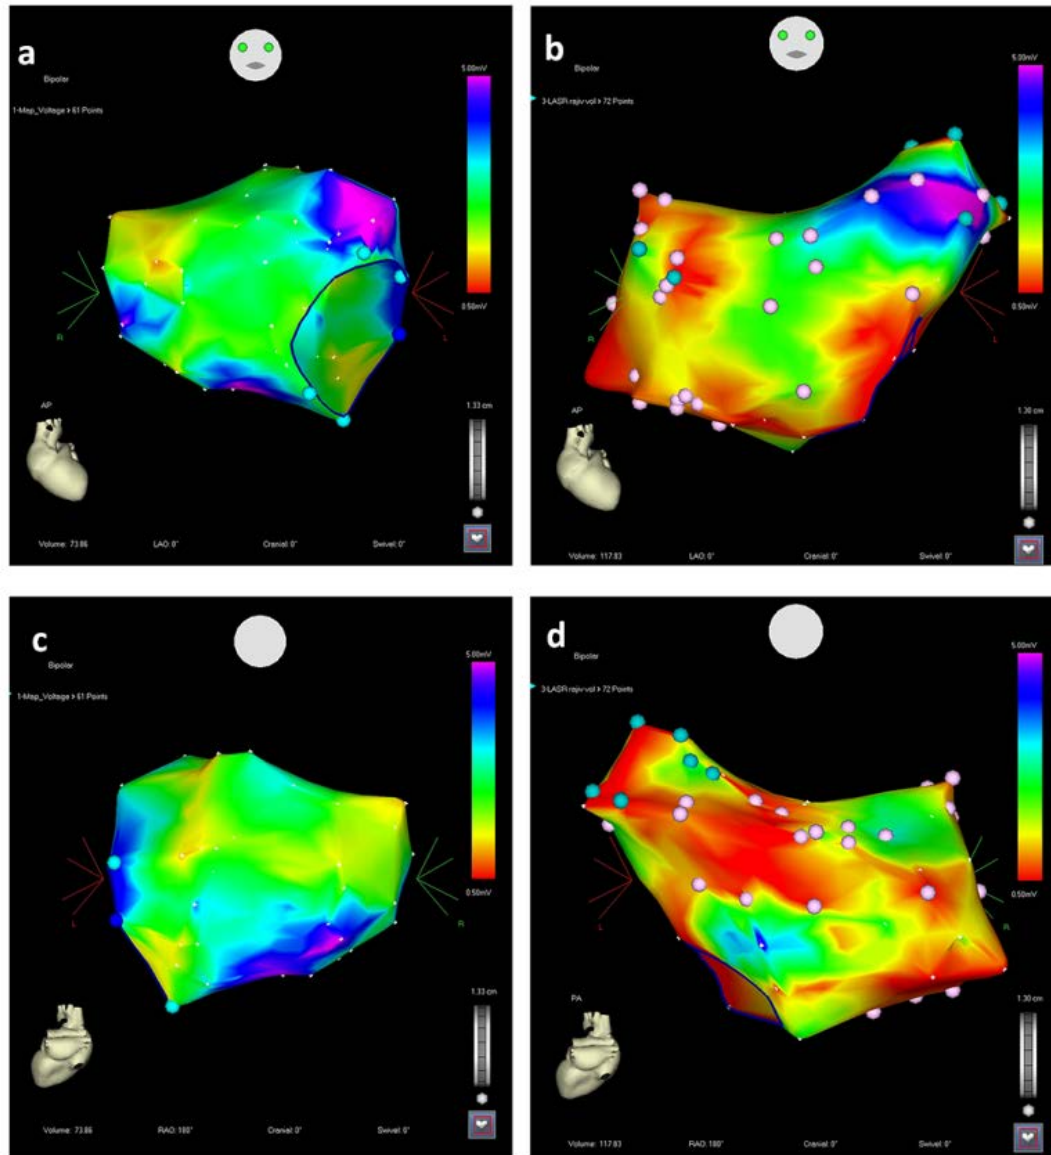 a
Bipolar
1-Map_Voltage > 61 Points
5.00mV
0.50mV
R
L
AP
1.33 cm
Volume: 73.86
LAO: 0°
Cranial: 0°
Swivel: 0°
b
Bipolar
3-LASR rajiv vol > 72 Points
5.00mV
0.50mV
R
L
AP
1.30 cm
Volume: 117.83
LAO: 0°
Cranial: 0°
Swivel: 0°
c
Bipolar
1-Map_Voltage > 61 Points
5.00mV
0.50mV
L
R
1.33 cm
Volume: 73.86
RAO: 180°
Cranial: 0°
Swivel: 0°
d
Bipolar
3-LASR rajiv vol > 72 Points
5.00mV
0.50mV
L
R
PA
1.30 cm
Volume: 117.83
RAO: 180°
Cranial: 0°
Swivel: 0°